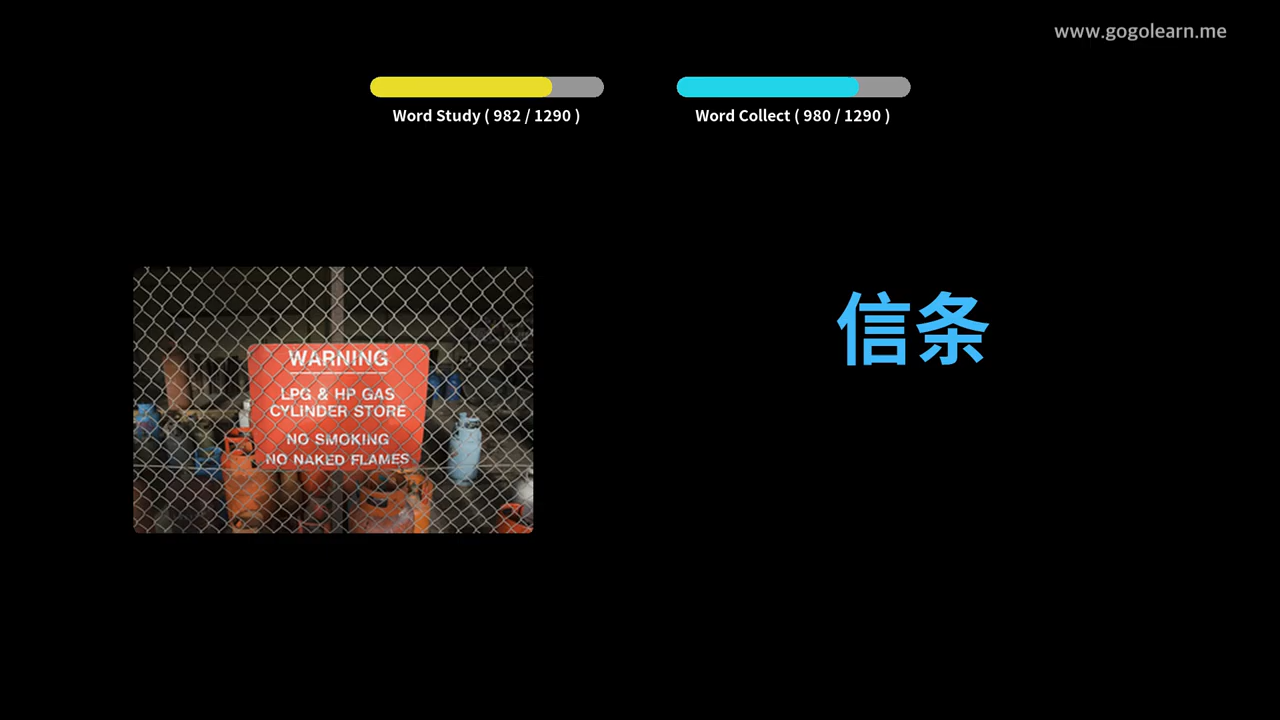 www.gogolearn.me
Word Study ( 982 / 1290 )
Word Collect ( 980 / 1290 )
信条
WARNING
LPG & HP GAS
CYLINDER STORE
NO SMOKING
NO NAKED FLAMES